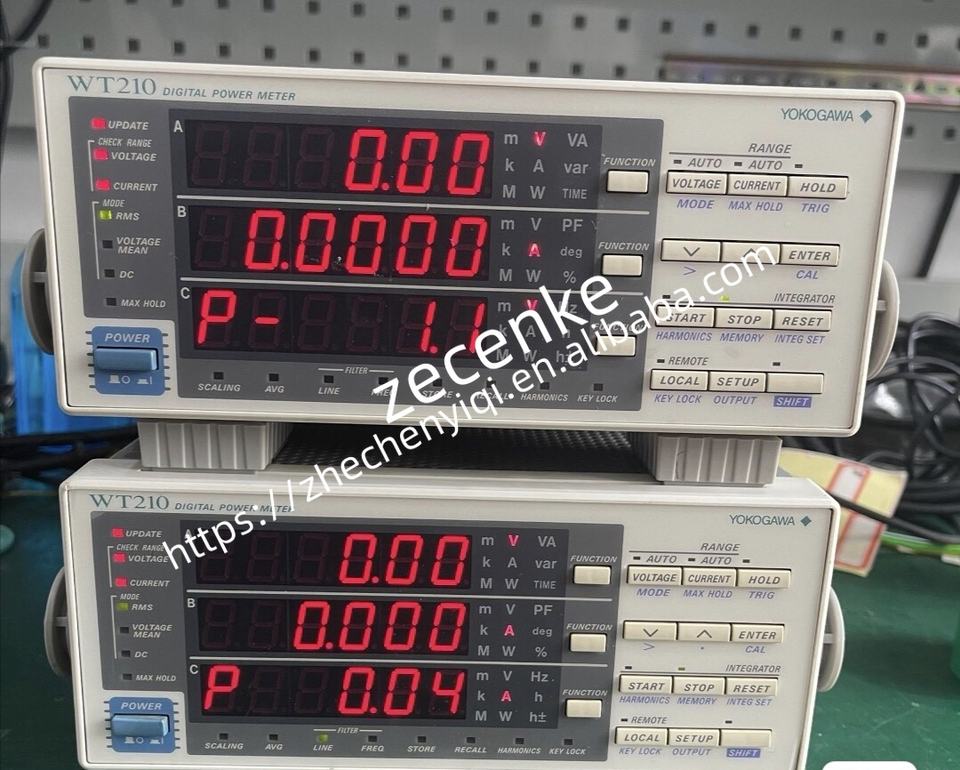 WT210 DIGITAL POWER METER
YOKOGAWA
UPDATE
CHECK RANGE
VOLTAGE
CURRENT
MODE
RMS
VOLTAGE MEAN
DC
MAX HOLD
POWER
A 0.00 m V VA
k A var
M W TIME
FUNCTION
B 0.0000 m V PF
k A deg
M W %
FUNCTION
C P- 1.1 m V Hz
k A h
M W h±
SCALING AVG LINE FILTER HARMONICS KEY LOCK
RANGE
AUTO AUTO
VOLTAGE CURRENT HOLD
MODE MAX HOLD TRIG
ENTER
CAL
INTEGRATOR
START STOP RESET
HARMONICS MEMORY INTEG SET
REMOTE
LOCAL SETUP
KEY LOCK OUTPUT SHIFT
zecenke
https://zhechenyiqi.en.alibaba.com
WT210 DIGITAL POWER METER
YOKOGAWA
UPDATE
CHECK RANGE
VOLTAGE
CURRENT
MODE
RMS
VOLTAGE MEAN
DC
MAX HOLD
POWER
0.00 m V VA
k A var
M W TIME
FUNCTION
B 0.000 m V PF
k A deg
M W %
FUNCTION
C P 0.04 m V Hz
k A h
M W h±
FUNCTION
FILTER
SCALING AVG LINE FREQ STORE RECALL HARMONICS KEY LOCK
RANGE
AUTO AUTO
VOLTAGE CURRENT HOLD
MODE MAX HOLD TRIG
ENTER
CAL
INTEGRATOR
START STOP RESET
HARMONICS MEMORY INTEG SET
REMOTE
LOCAL SETUP
KEY LOCK OUTPUT SHIFT